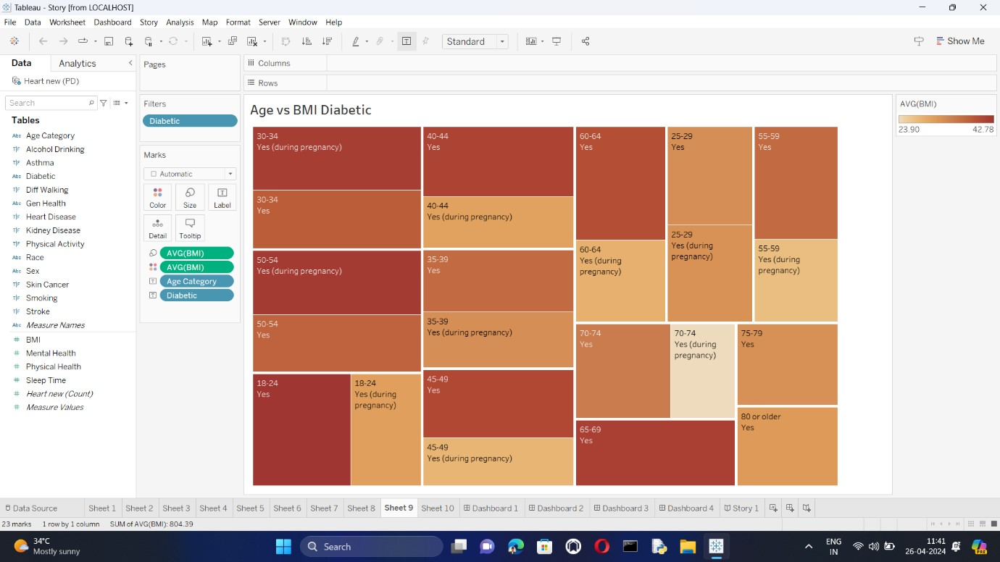 Tableau - Story [from LOCALHOST]
File Data Worksheet Dashboard Story Analysis Map Format Server Window Help
Standard
Show Me
Data Analytics
Heart new (PD)
Search
Tables
Abc Age Category
T|F Alcohol Drinking
T|F Asthma
Abc Diabetic
T|F Diff Walking
Abc Gen Health
T|F Heart Disease
T|F Kidney Disease
T|F Physical Activity
Abc Race
Abc Sex
T|F Skin Cancer
T|F Smoking
T|F Stroke
Abc Measure Names
# BMI
# Mental Health
# Physical Health
# Sleep Time
# Heart new (Count)
# Measure Values
Pages
Filters
Diabetic
Marks
Automatic
Color Size Label
Detail Tooltip
AVG(BMI)
AVG(BMI)
Age Category
Diabetic
Columns
Rows
Age vs BMI Diabetic
30-34
Yes (during pregnancy)
30-34
Yes
50-54
Yes (during pregnancy)
50-54
Yes
18-24
Yes
18-24
Yes (during
pregnancy)
40-44
Yes
40-44
Yes (during pregnancy)
35-39
Yes
35-39
Yes (during pregnancy)
45-49
Yes
45-49
Yes (during pregnancy)
60-64
Yes
60-64
Yes (during
pregnancy)
25-29
Yes
25-29
Yes (during
pregnancy)
55-59
Yes
55-59
Yes (during
pregnancy)
70-74
Yes
70-74
Yes (during
pregnancy)
75-79
Yes
65-69
Yes
80 or older
Yes
AVG(BMI)
23.90 42.78
Data Source Sheet 1 Sheet 2 Sheet 3 Sheet 4 Sheet 5 Sheet 6 Sheet 7 Sheet 8 Sheet 9 Sheet 10 Dashboard 1 Dashboard 2 Dashboard 3 Dashboard 4 Story 1
23 marks 1 row by 1 column SUM of AVG(BMI): 804.39
34°C
Mostly sunny
Search
ENG
IN
11:41
26-04-2024
PRE